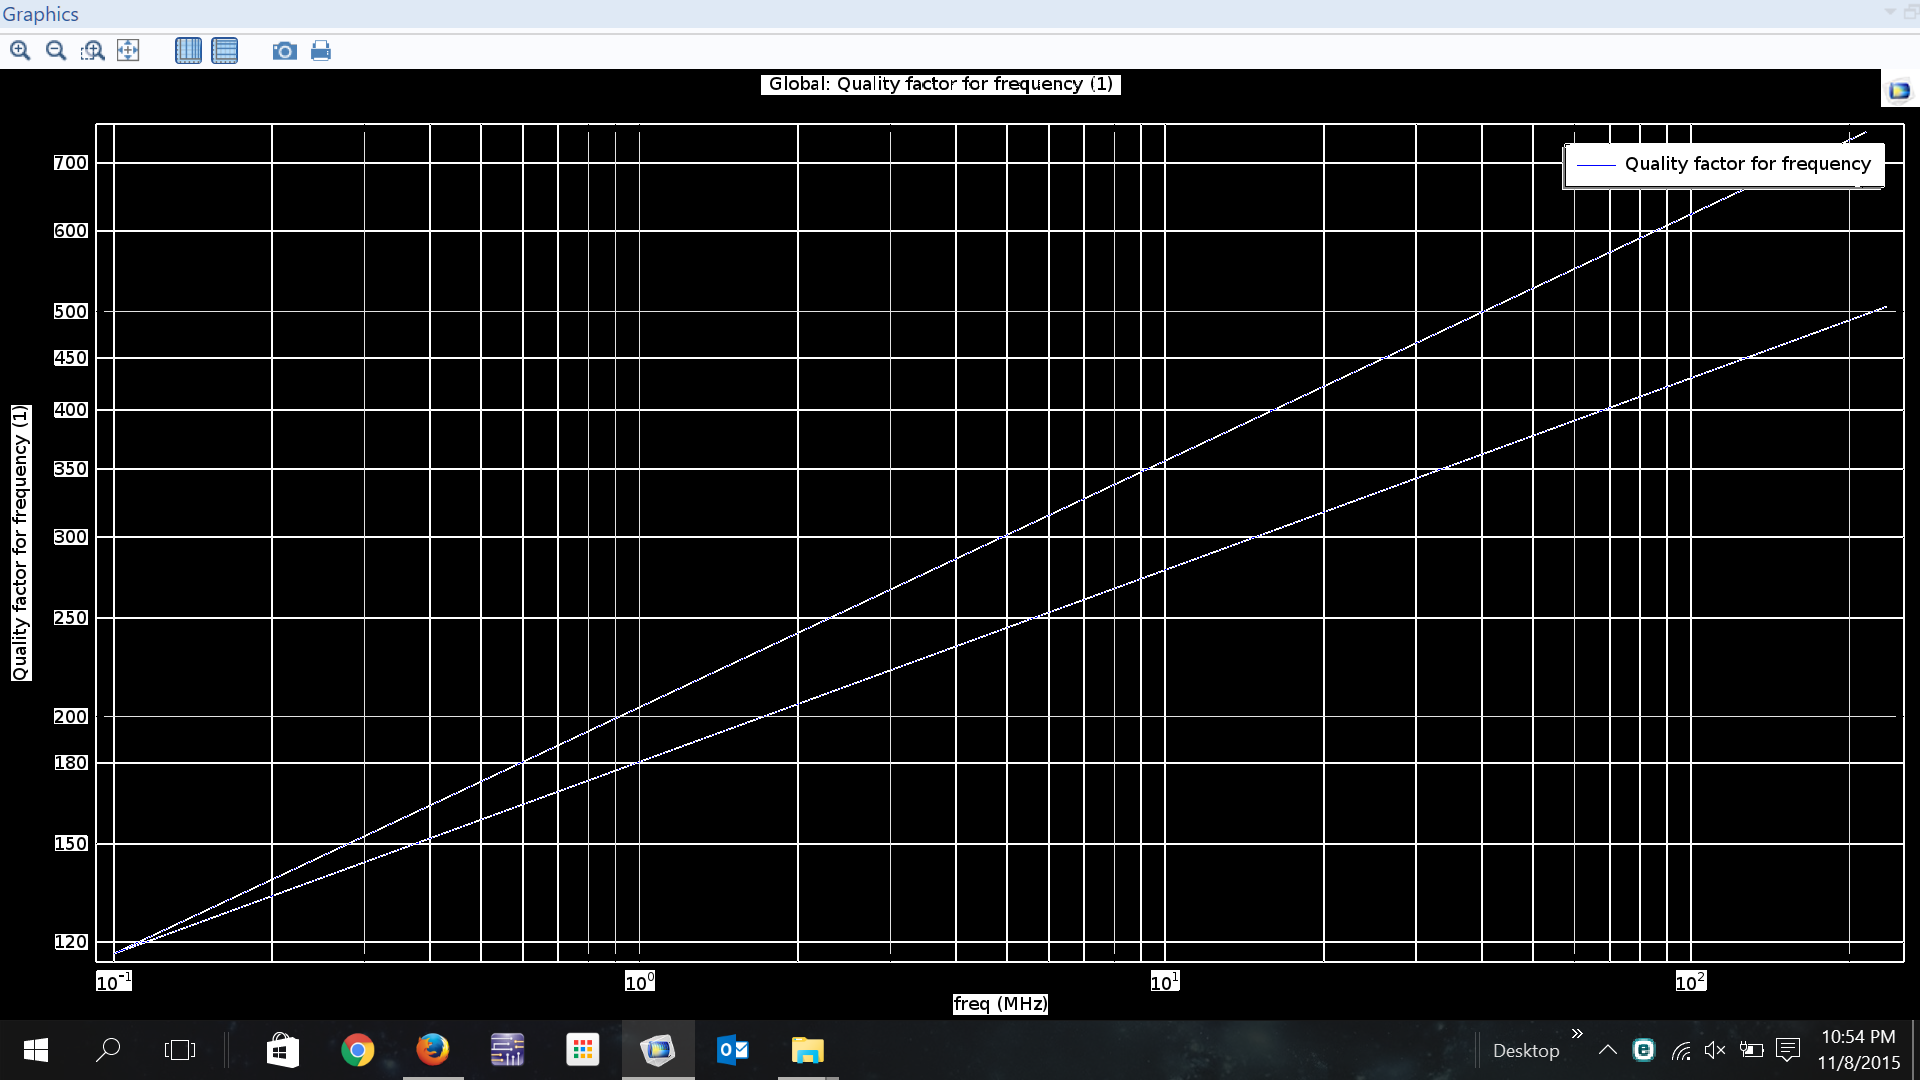 Graphics
Global: Quality factor for frequency (1)
Quality factor for frequency
700
600
500
450
400
350
300
250
200
180
150
120
Quality factor for frequency (1)
10⁻¹
10⁰
10¹
10²
freq (MHz)
Desktop
10:54 PM
11/8/2015